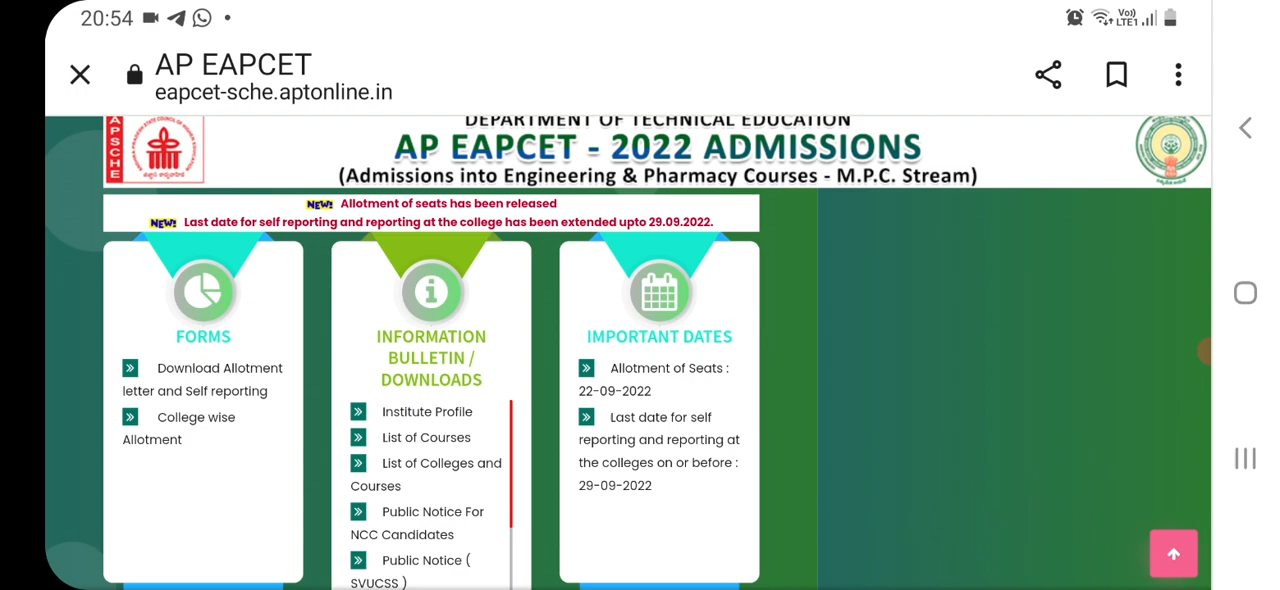 20:54
Vo)) LTE1
AP EAPCET
eapcet-sche.aptonline.in
APSCHE
DEPARTMENT OF TECHNICAL EDUCATION
AP EAPCET - 2022 ADMISSIONS
(Admissions into Engineering & Pharmacy Courses - M.P.C. Stream)
NEW! Allotment of seats has been released
NEW! Last date for self reporting and reporting at the college has been extended upto 29.09.2022.
FORMS
Download Allotment
letter and Self reporting
College wise
Allotment
INFORMATION
BULLETIN /
DOWNLOADS
Institute Profile
List of Courses
List of Colleges and
Courses
Public Notice For
NCC Candidates
Public Notice (
SVUCSS )
IMPORTANT DATES
Allotment of Seats :
22-09-2022
Last date for self
reporting and reporting at
the colleges on or before :
29-09-2022